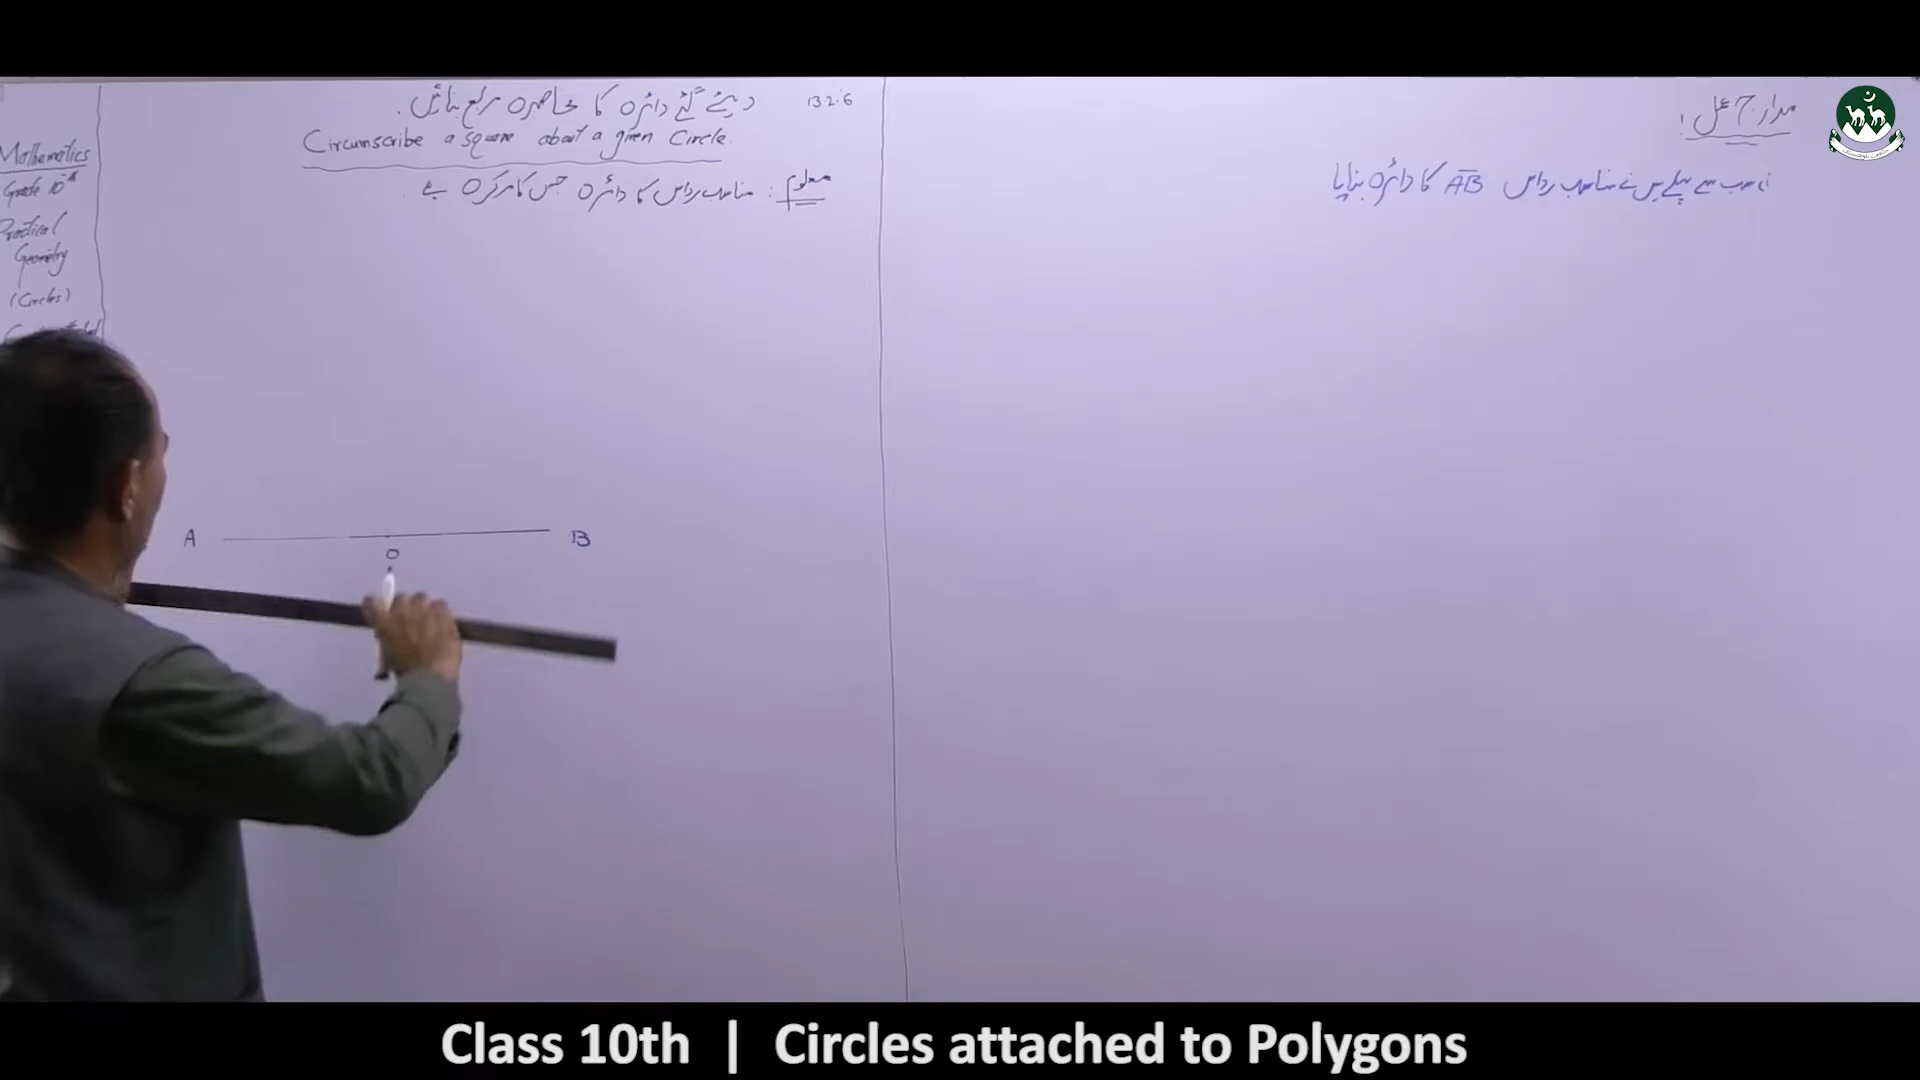 Mathematics
Grade 10th
Practical
Geometry
(Circles)
13.2.6
دیئے گئے دائرہ کا محاصرہ مربع بنائیں.
Circumscribe a square about a given Circle.
معلوم: مناسب رداس کا دائرہ جس کا مرکز O ہے
A
B
O
مدارج عمل:
سب سے پہلے میں نے مناسب رداس AB کا دائرہ بنایا
Class 10th | Circles attached to Polygons